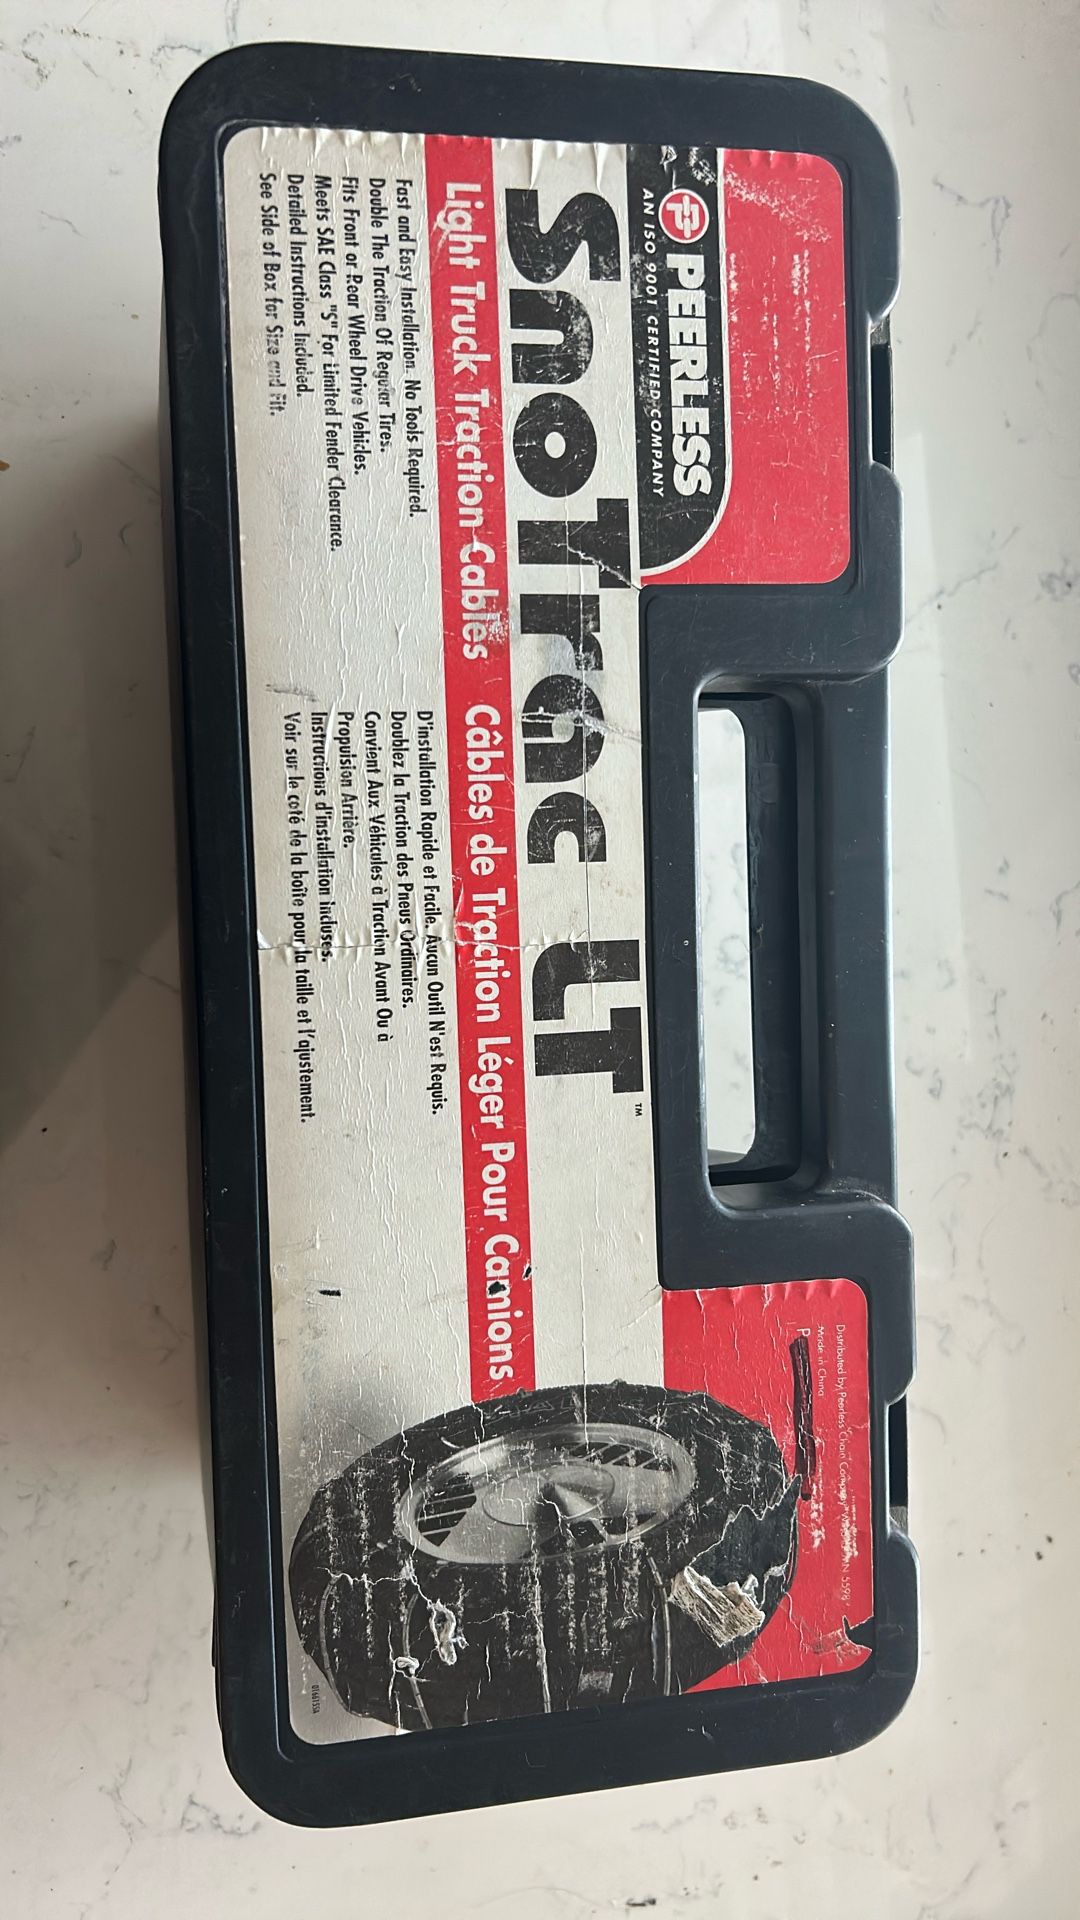 PEERLESS
AN ISO 9001 CERTIFIED COMPANY
SnoTrac LT™
Light Truck Traction Cables Câbles de Traction Léger Pour Camions
Fast and Easy Installation. No Tools Required.
Double The Traction Of Regular Tires.
Fits Front or Rear Wheel Drive Vehicles.
Meets SAE Class "S" For Limited Fender Clearance.
Detailed Instructions Included.
See Side of Box for Size and Fit.
D'installation Rapide et Facile. Aucun Outil N'est Requis.
Doublez la Traction des Pneus Ordinaires.
Convient Aux Véhicules à Traction Avant Ou à
Propulsion Arrière.
Instructions d'installation incluses.
Voir sur le coté de la boîte pour la taille et l'ajustement.
Distributed by Peerless Chain Company
Made in China